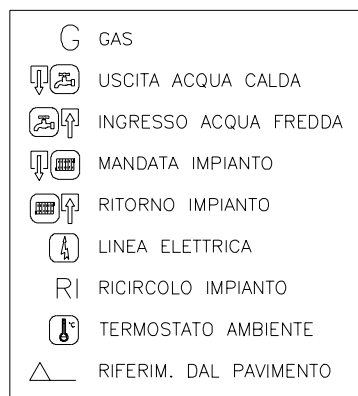 G GAS
USCITA ACQUA CALDA
INGRESSO ACQUA FREDDA
MANDATA IMPIANTO
RITORNO IMPIANTO
LINEA ELETTRICA
RI RICIRCOLO IMPIANTO
°C TERMOSTATO AMBIENTE
RIFERIM. DAL PAVIMENTO